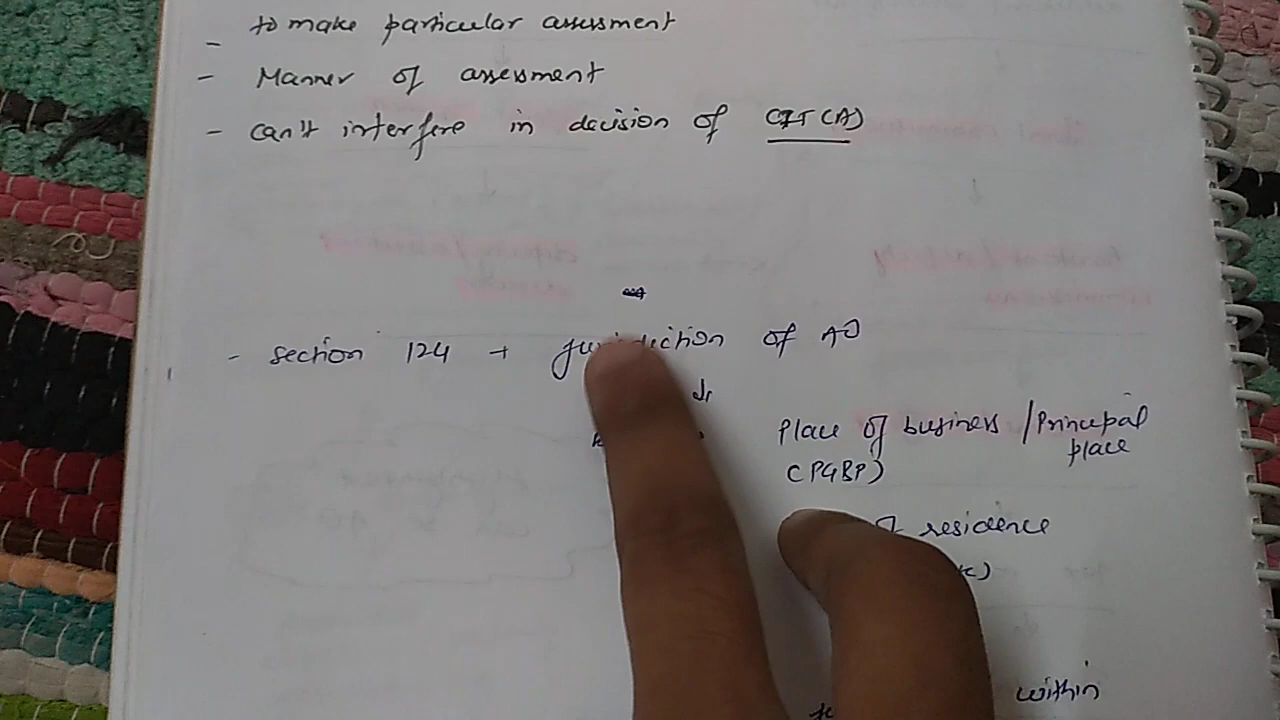 - to make particular assessment
- Manner of assessment
- can't interfere in decision of CIT(A)
- section 124 → of AO
Place of business / Principal place
(PGBP)
of residence
within